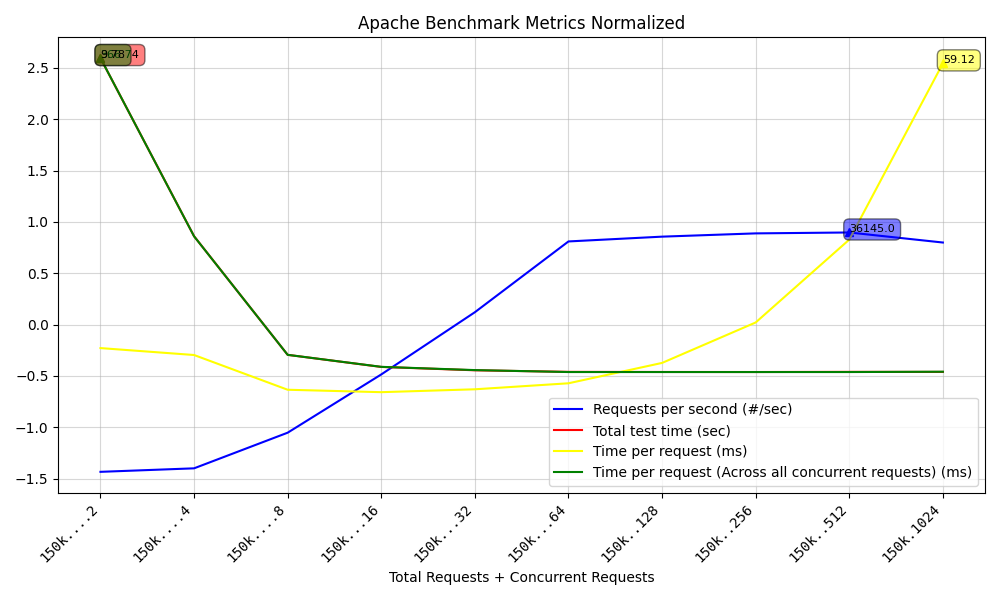 Apache Benchmark Metrics Normalized
59.12
36145.0
2.5
2.0
1.5
1.0
0.5
0.0
−0.5
−1.0
−1.5
Requests per second (#/sec)
Total test time (sec)
Time per request (ms)
Time per request (Across all concurrent requests) (ms)
150k....2
150k....4
150k....8
150k...16
150k...32
150k...64
150k..128
150k..256
150k..512
150k.1024
Total Requests + Concurrent Requests